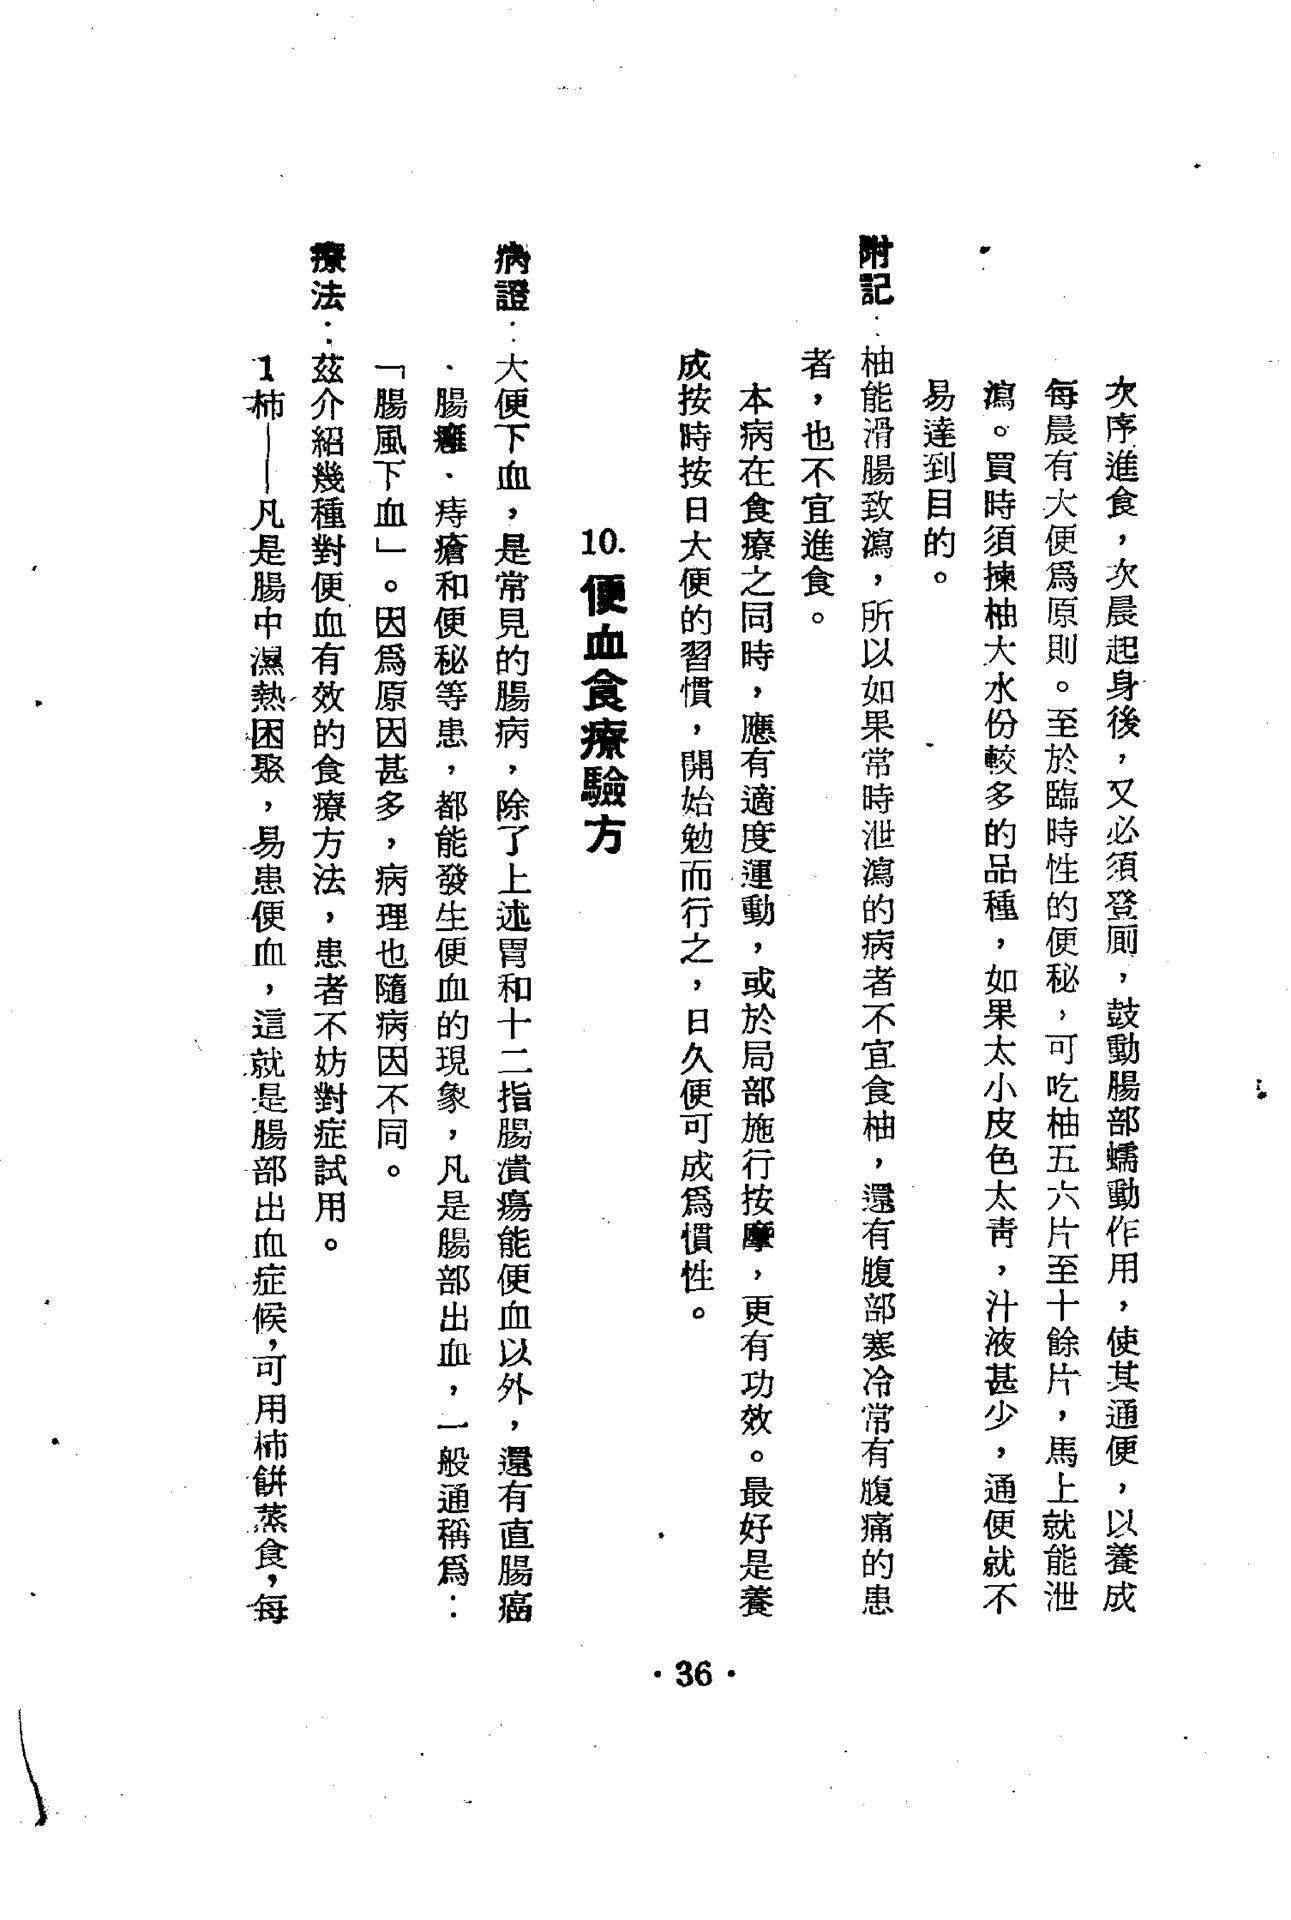 次序進食，次晨起身後，又必須登厠，鼓動腸部蠕動作用，使其通便，以養成
每晨有大便爲原則。至於臨時性的便秘，可吃柚五六片至十餘片，馬上就能泄
瀉。買時須揀柚大水份較多的品種，如果太小皮色太靑，汁液甚少，通便就不
易達到目的。
附記：柚能滑腸致瀉，所以如果常時泄瀉的病者不宜食柚，還有腹部寒冷常有腹痛的患
者，也不宜進食。
本病在食療之同時，應有適度運動，或於局部施行按摩，更有功效。最好是養
成按時按日大便的習慣，開始勉而行之，日久便可成爲慣性。
10. 便血食療驗方
病證：大便下血，是常見的腸病，除了上述胃和十二指腸潰瘍能便血以外，還有直腸癌
、腸癰、痔瘡和便秘等患，都能發生便血的現象，凡是腸部出血，一般通稱爲：
「腸風下血」。因爲原因甚多，病理也隨病因不同。
療法：茲介紹幾種對便血有效的食療方法，患者不妨對症試用。
1柿——凡是腸中濕熱困聚，易患便血，這就是腸部出血症候，可用柿餅蒸食，每
·36·